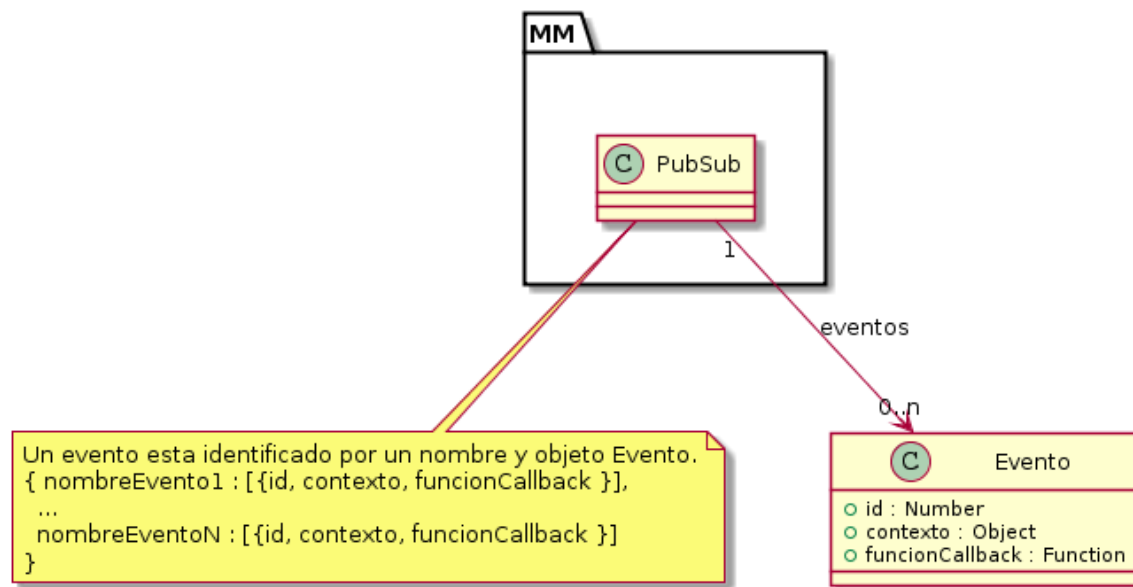 MM
C PubSub
1
eventos
0..n
Un evento esta identificado por un nombre y objeto Evento.
{ nombreEvento1 : [{id, contexto, funcionCallback }],
...
nombreEventoN : [{id, contexto, funcionCallback }]
}
C Evento
id : Number
contexto : Object
funcionCallback : Function